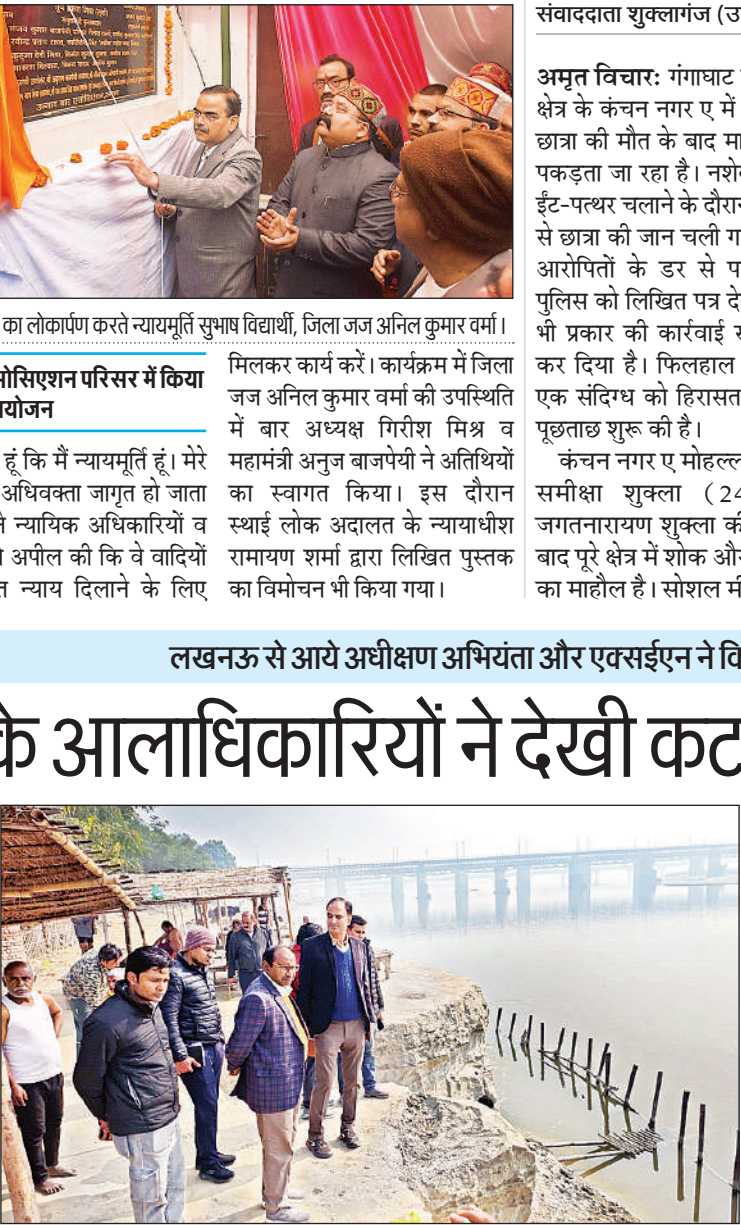 उन्नाव बार एसोसिएशन
का लोकार्पण करते न्यायमूर्ति सुभाष विद्यार्थी, जिला जज अनिल कुमार वर्मा।
परिसर में किया
हूं कि मैं न्यायमूर्ति हूं। मेरे
अधिवक्ता जागृत हो जाता
न्यायिक अधिकारियों व
अपील की कि वे वादियों
न्याय दिलाने के लिए
मिलकर कार्य करें। कार्यक्रम में जिला
जज अनिल कुमार वर्मा की उपस्थिति
में बार अध्यक्ष गिरीश मिश्र व
महामंत्री अनुज बाजपेयी ने अतिथियों
का स्वागत किया। इस दौरान
स्थाई लोक अदालत के न्यायाधीश
रामायण शर्मा द्वारा लिखित पुस्तक
का विमोचन भी किया गया।
संवाददाता शुक्लागंज (उ
अमृत विचारः गंगाघाट
क्षेत्र के कंचन नगर ए में
छात्रा की मौत के बाद मा
पकड़ता जा रहा है। नशे
ईंट-पत्थर चलाने के दौरान
से छात्रा की जान चली ग
आरोपितों के डर से प
पुलिस को लिखित पत्र दे
भी प्रकार की कार्रवाई स
कर दिया है। फिलहाल
एक संदिग्ध को हिरासत
पूछताछ शुरू की है।
कंचन नगर ए मोहल्ल
समीक्षा शुक्ला (24
जगतनारायण शुक्ला की
बाद पूरे क्षेत्र में शोक और
का माहौल है। सोशल मी
लखनऊ से आये अधीक्षण अभियंता और एक्सईएन ने वि
के आलाधिकारियों ने देखी कट